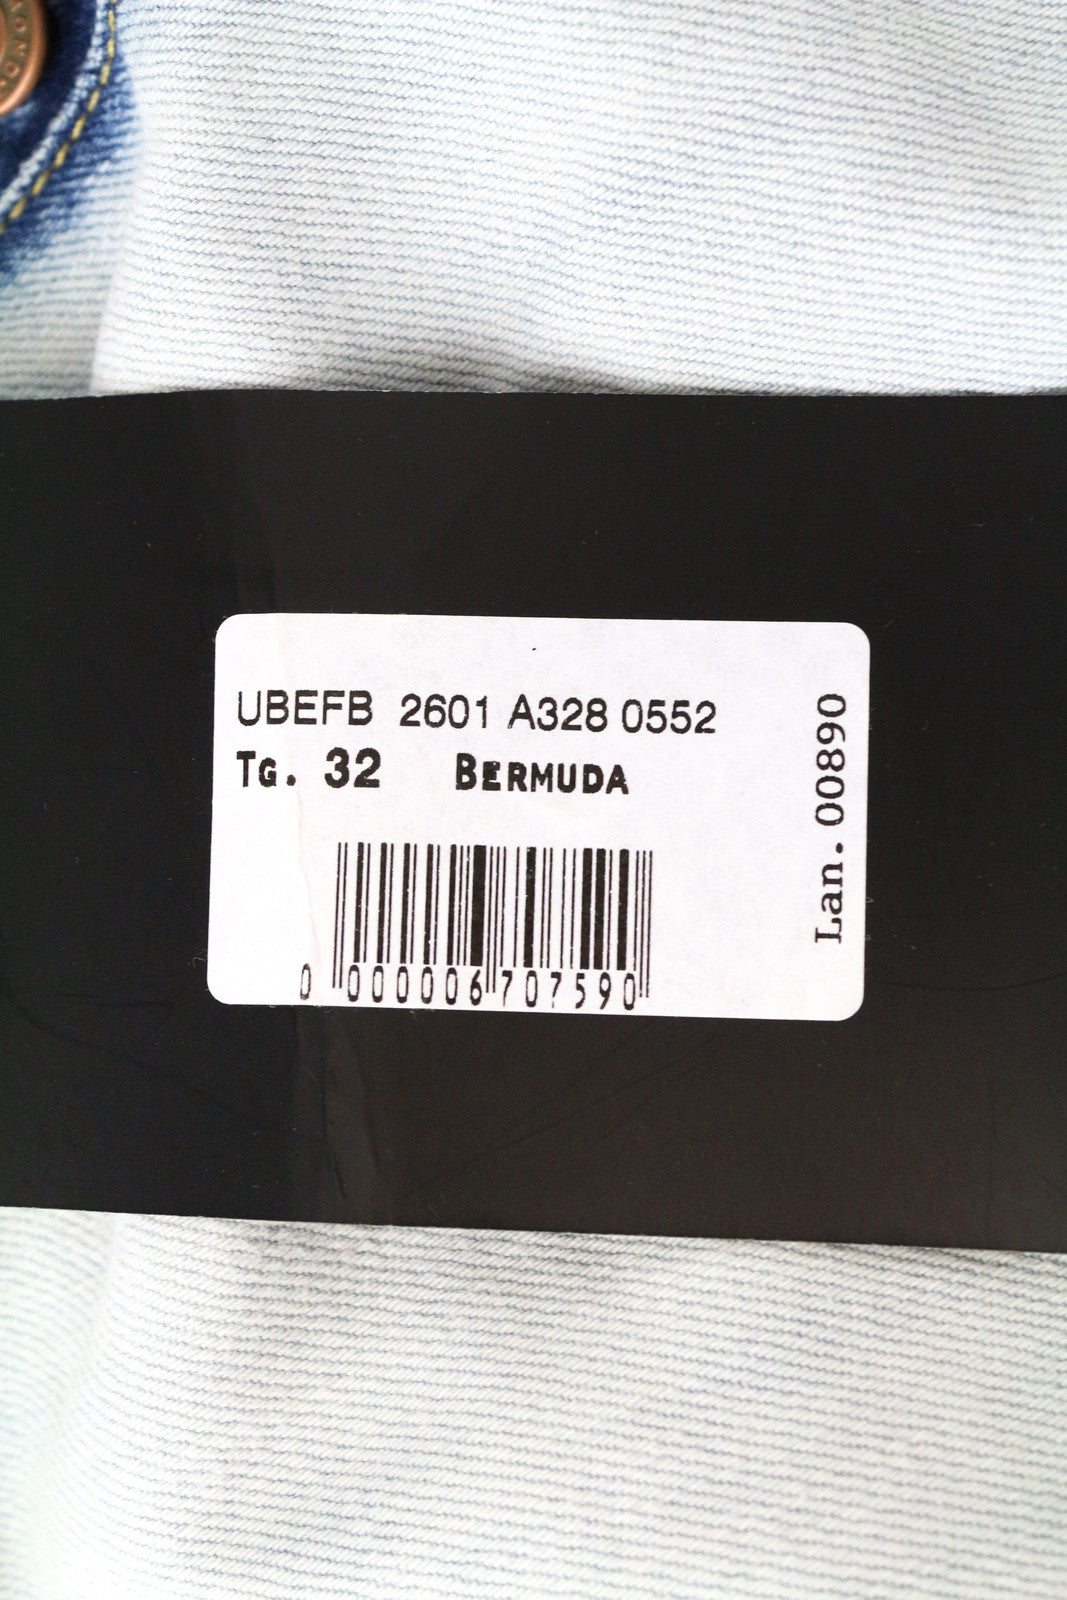 UBEFB 2601 A328 0552
TG. 32 BERMUDA
0 000006 707590
Lan. 00890